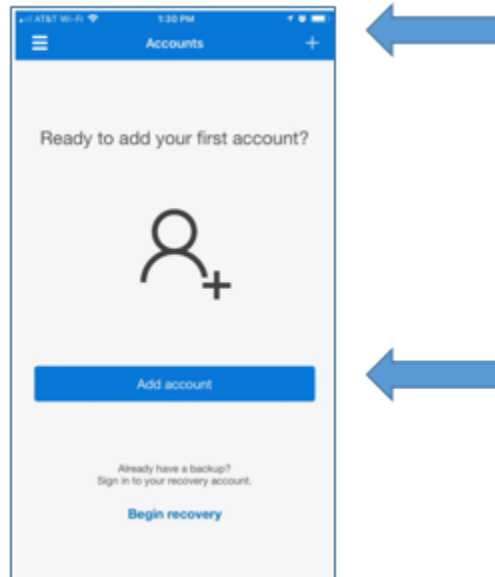 AT&T Wi-Fi 1:30 PM
Accounts +
Ready to add your first account?
Add account
Already have a backup?
Sign in to your recovery account.
Begin recovery